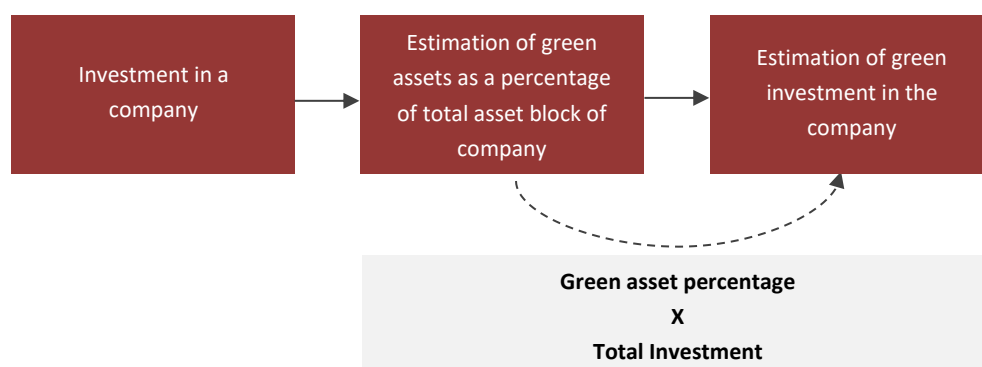 Investment in a
company
Estimation of green
assets as a percentage
of total asset block of
company
Estimation of green
investment in the
company
Green asset percentage
X
Total Investment